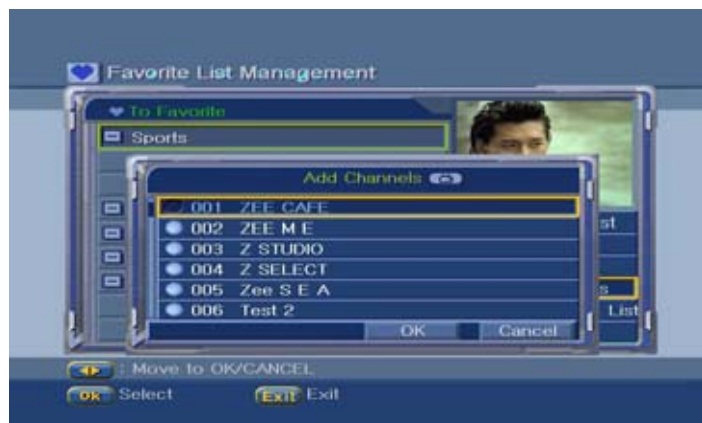 Favorite List Management
To Favorite
Sports
Add Channels
001 ZEE CAFE
002 ZEE M E
003 Z STUDIO
004 Z SELECT
005 Zee S E A
006 Test 2
st
s
List
OK Cancel
: Move to OK/CANCEL
OK Select Exit Exit